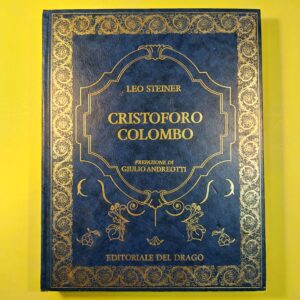 LEO STEINER
CRISTOFORO
COLOMBO
PREFAZIONE DI
GIULIO ANDREOTTI
EDITORIALE DEL DRAGO